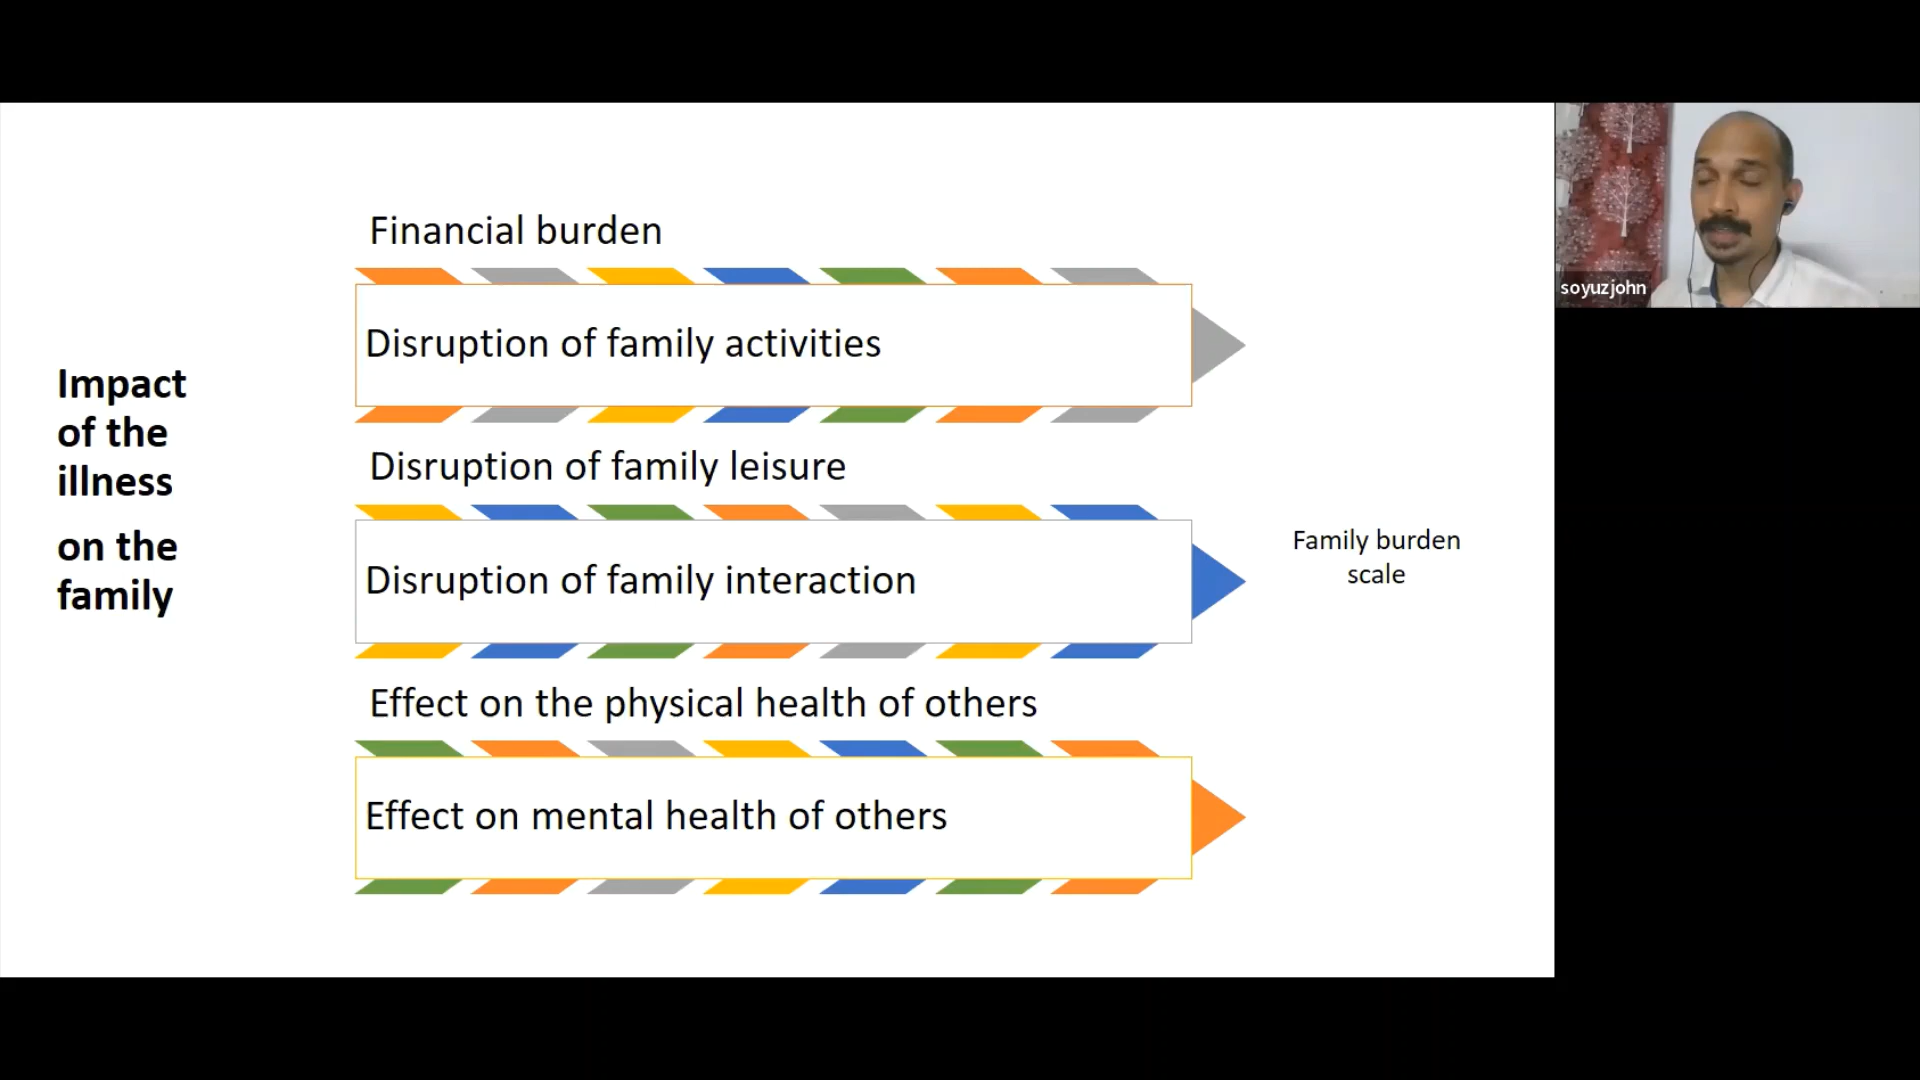 Impact
of the
illness
on the
family
Financial burden
Disruption of family activities
Disruption of family leisure
Disruption of family interaction
Effect on the physical health of others
Effect on mental health of others
Family burden
scale
soyuzjohn